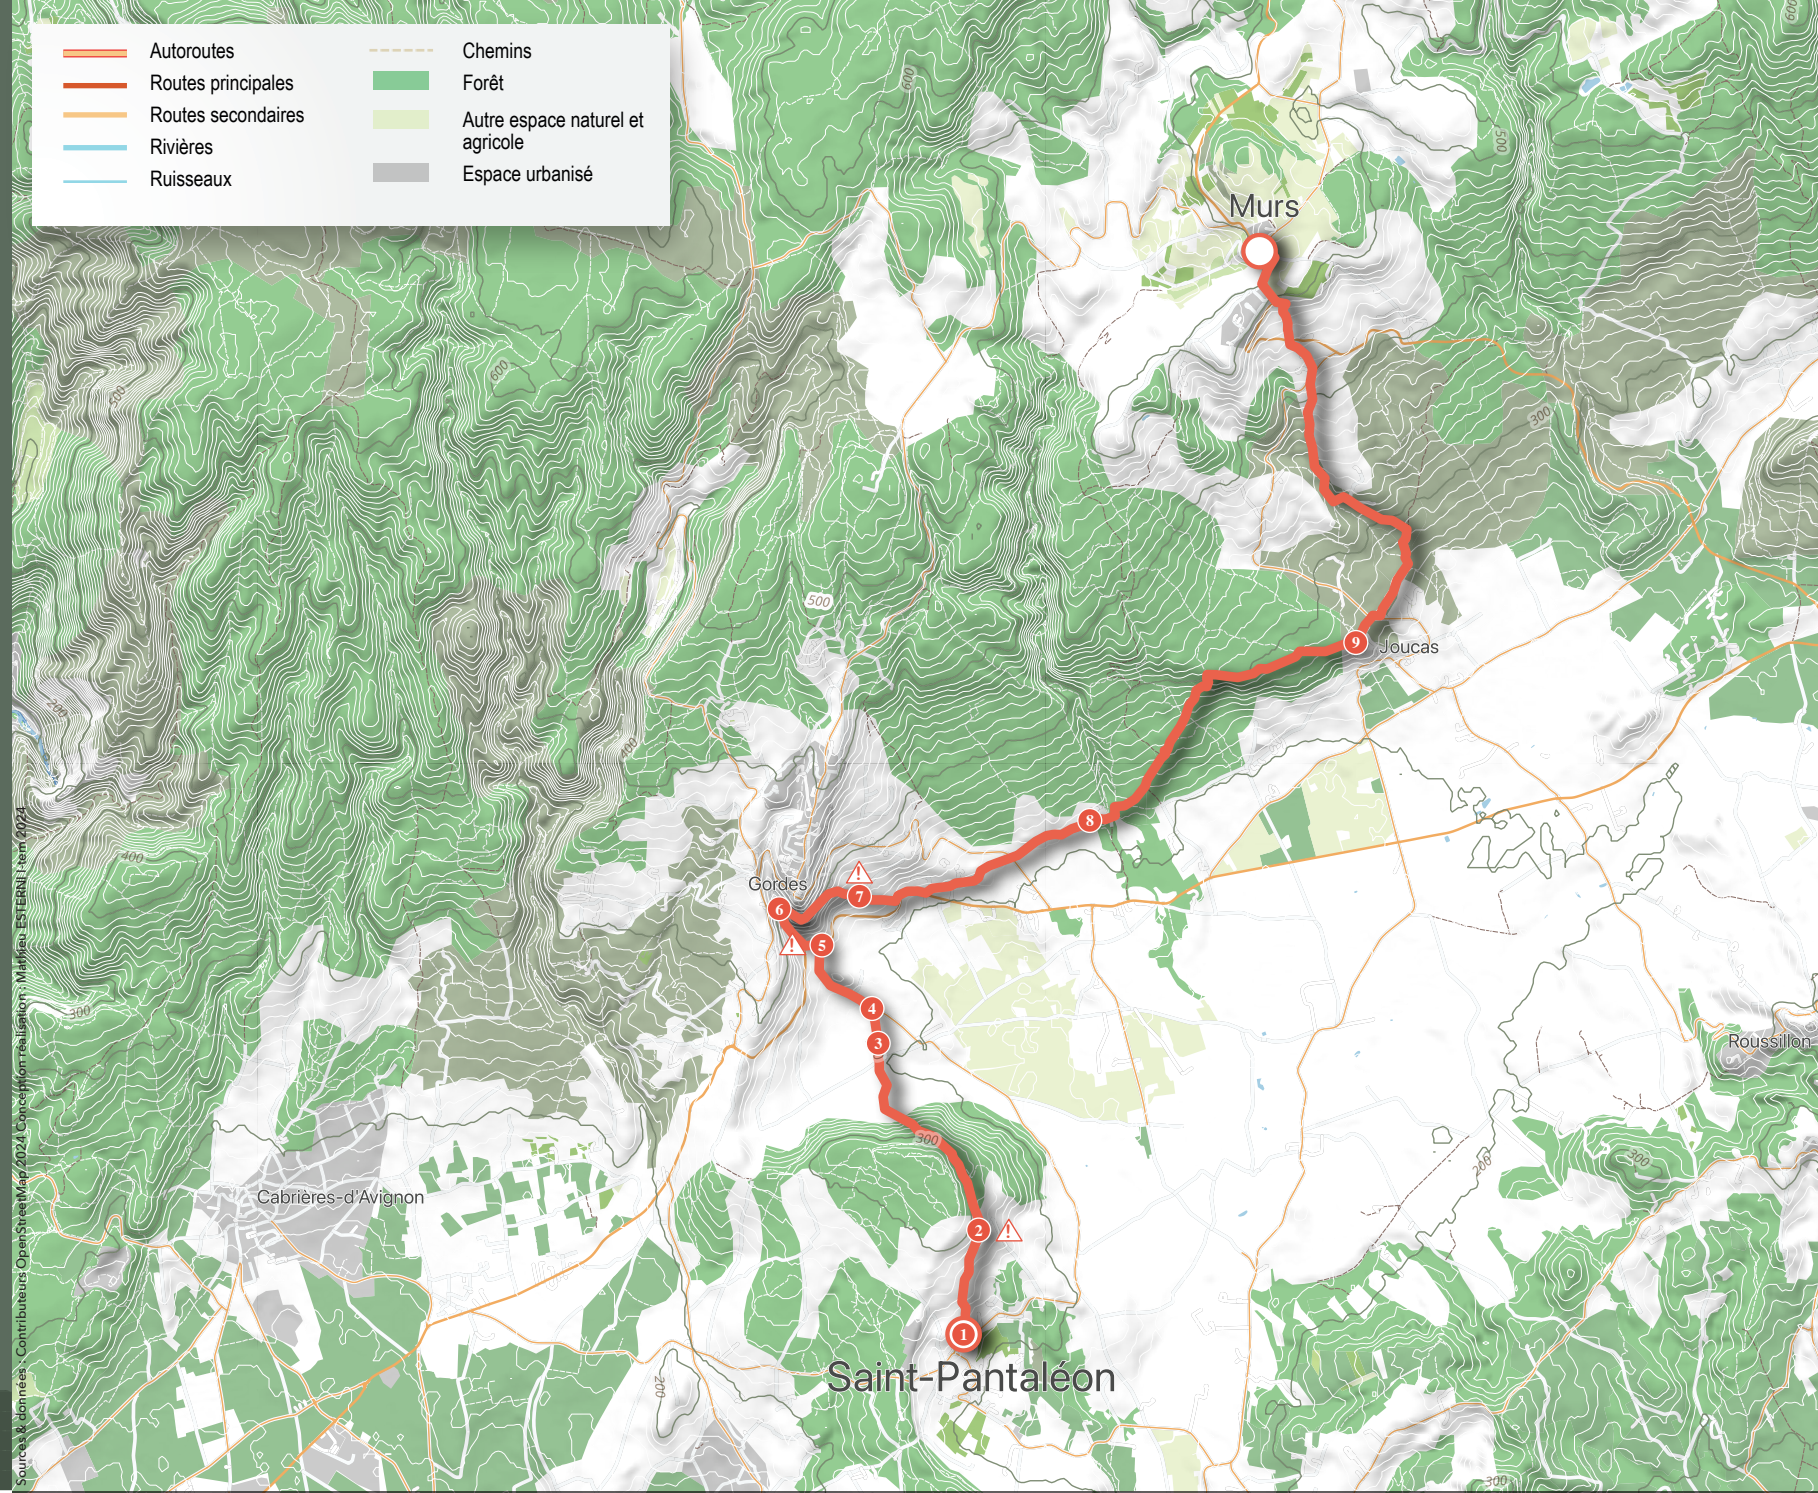 Autoroutes
Routes principales
Routes secondaires
Rivières
Ruisseaux
Chemins
Forêt
Autre espace naturel et
agricole
Espace urbanisé
600
600
500
Murs
600
600
300
500
9
Joucas
200
400
8
400
Gordes
7
6
5
4
3
300
Roussillon
300
300
200
Cabrières-d'Avignon
2
1
Saint-Pantaléon
200
300
Sources & données : Contributeurs OpenStreetMap 2024 Conception réalisation : Mathieu ESTERNI I-tem 2024